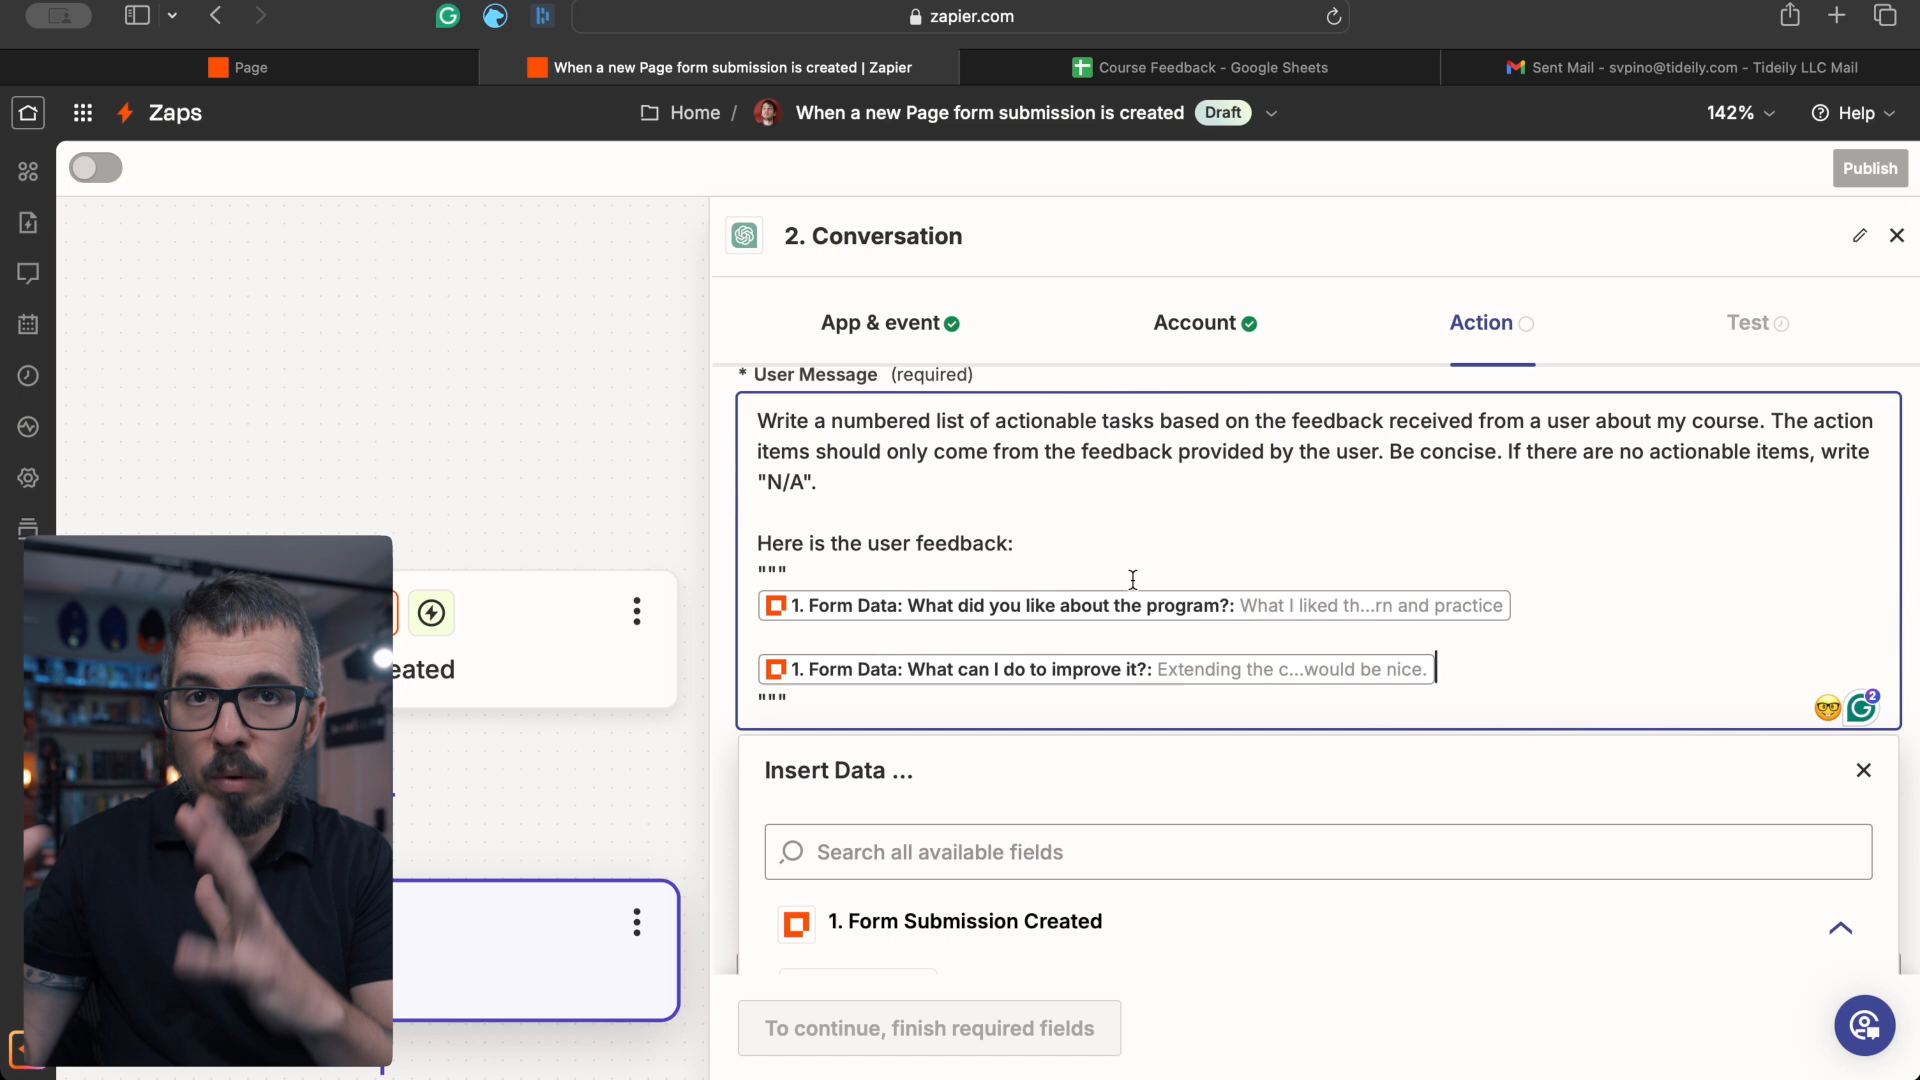 zapier.com
Page
When a new Page form submission is created | Zapier
Course Feedback - Google Sheets
Sent Mail - svpino@tideily.com - Tideily LLC Mail
Zaps
Home / When a new Page form submission is created Draft
142%
Help
Publish
2. Conversation
App & event
Account
Action
Test
* User Message (required)
Write a numbered list of actionable tasks based on the feedback received from a user about my course. The action
items should only come from the feedback provided by the user. Be concise. If there are no actionable items, write
"N/A".
Here is the user feedback:
"""
1. Form Data: What did you like about the program?: What I liked th...rn and practice
1. Form Data: What can I do to improve it?: Extending the c...would be nice.
"""
2
eated
Insert Data ...
Search all available fields
1. Form Submission Created
To continue, finish required fields